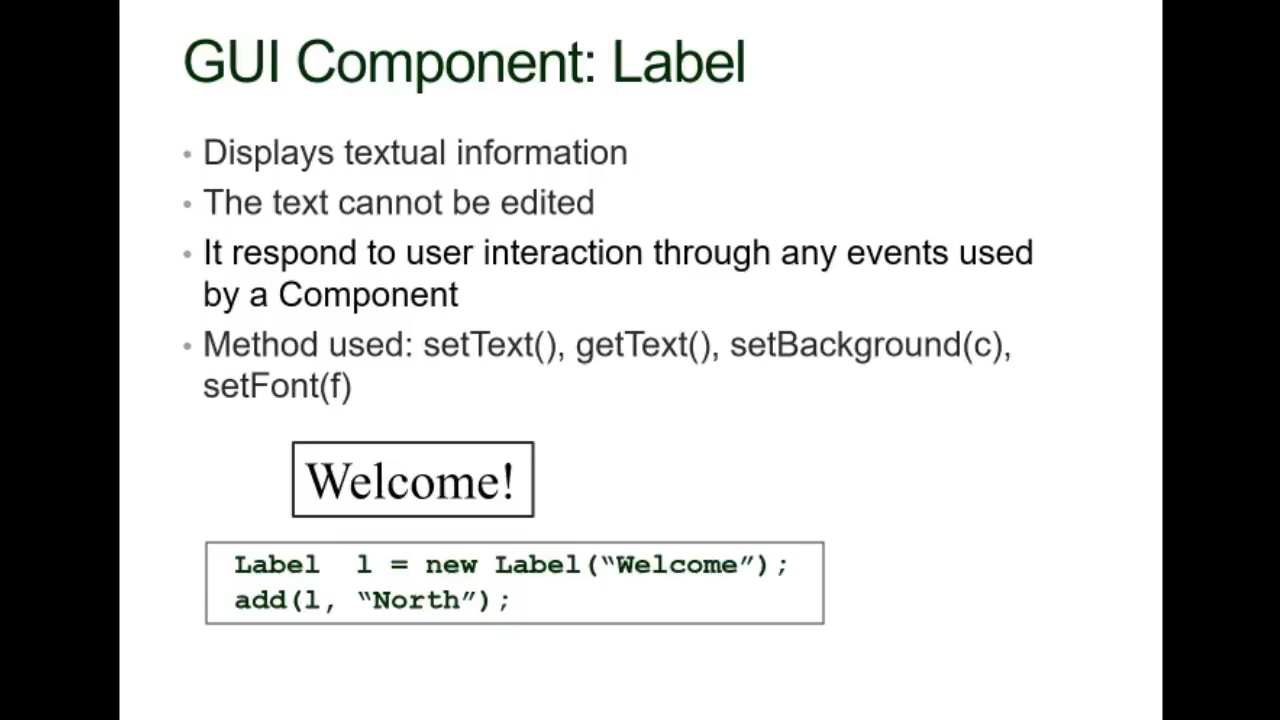 GUI Component: Label
• Displays textual information
• The text cannot be edited
• It respond to user interaction through any events used
by a Component
• Method used: setText(), getText(), setBackground(c),
setFont(f)
Welcome!
Label  l = new Label(“Welcome”);
add(l, “North”);